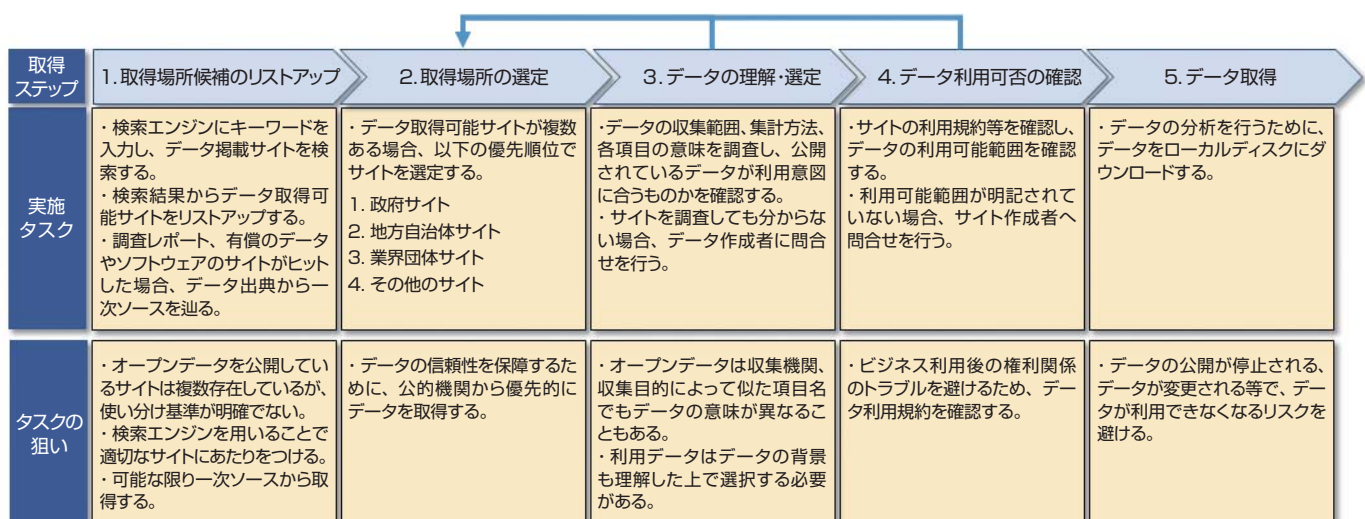 取得
ステップ
1.取得場所候補のリストアップ
2.取得場所の選定
3.データの理解・選定
4.データ利用可否の確認
5.データ取得
実施
タスク
・検索エンジンにキーワードを
入力し、データ掲載サイトを検
索する。
・検索結果からデータ取得可
能サイトをリストアップする。
・調査レポート、有償のデータ
やソフトウェアのサイトがヒット
した場合、データ出典から一
次ソースを辿る。
・データ取得可能サイトが複数
ある場合、以下の優先順位で
サイトを選定する。
1. 政府サイト
2. 地方自治体サイト
3. 業界団体サイト
4. その他のサイト
・データの収集範囲、集計方法、
各項目の意味を調査し、公開
されているデータが利用意図
に合うものかを確認する。
・サイトを調査しても分からな
い場合、データ作成者に問合
せを行う。
・サイトの利用規約等を確認し、
データの利用可能範囲を確認
する。
・利用可能範囲が明記されて
いない場合、サイト作成者へ
問合せを行う。
・データの分析を行うために、
データをローカルディスクにダ
ウンロードする。
タスクの
狙い
・オープンデータを公開してい
るサイトは複数存在しているが、
使い分け基準が明確でない。
・検索エンジンを用いることで
適切なサイトにあたりをつける。
・可能な限り一次ソースから取
得する。
・データの信頼性を保障するた
めに、公的機関から優先的に
データを取得する。
・オープンデータは収集機関、
収集目的によって似た項目名
でもデータの意味が異なるこ
ともある。
・利用データはデータの背景
も理解した上で選択する必要
がある。
・ビジネス利用後の権利関係
のトラブルを避けるため、デー
タ利用規約を確認する。
・データの公開が停止される、
データが変更される等で、デー
タが利用できなくなるリスクを
避ける。